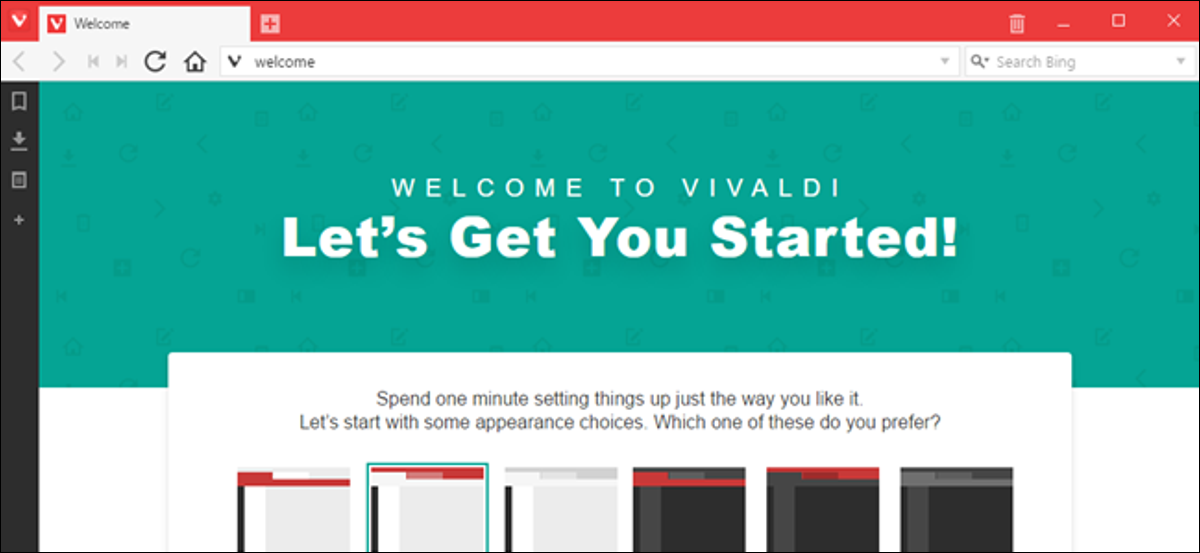 Welcome
welcome
Search Bing
WELCOME TO VIVALDI
Let’s Get You Started!
Spend one minute setting things up just the way you like it.
Let’s start with some appearance choices. Which one of these do you prefer?